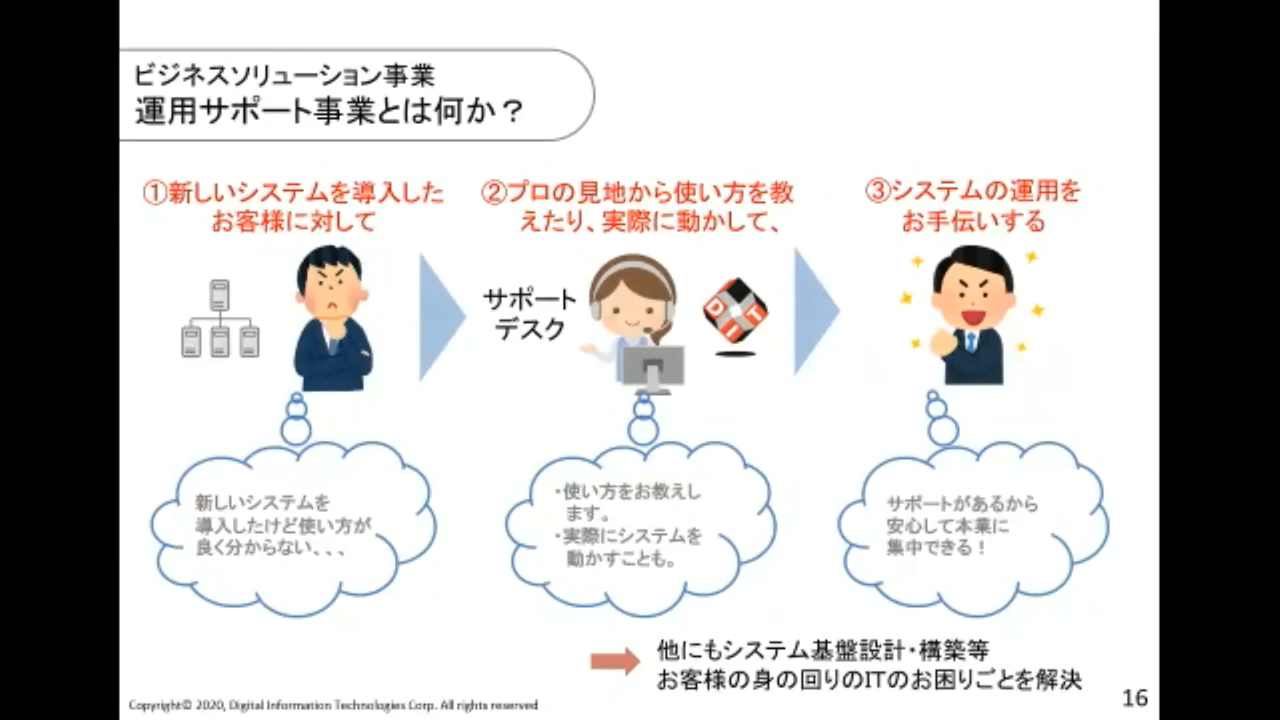 ビジネスソリューション事業
運用サポート事業とは何か？
①新しいシステムを導入した
お客様に対して
②プロの見地から使い方を教
えたり、実際に動かして、
③システムの運用を
お手伝いする
サポート
デスク
DIT
新しいシステムを
導入したけど使い方が
良く分からない、、、
・使い方をお教えし
ます。
・実際にシステムを
動かすことも。
サポートがあるから
安心して本業に
集中できる！
他にもシステム基盤設計・構築等
お客様の身の回りのITのお困りごとを解決
Copyright© 2020, Digital Information Technologies Corp. All rights reserved
16